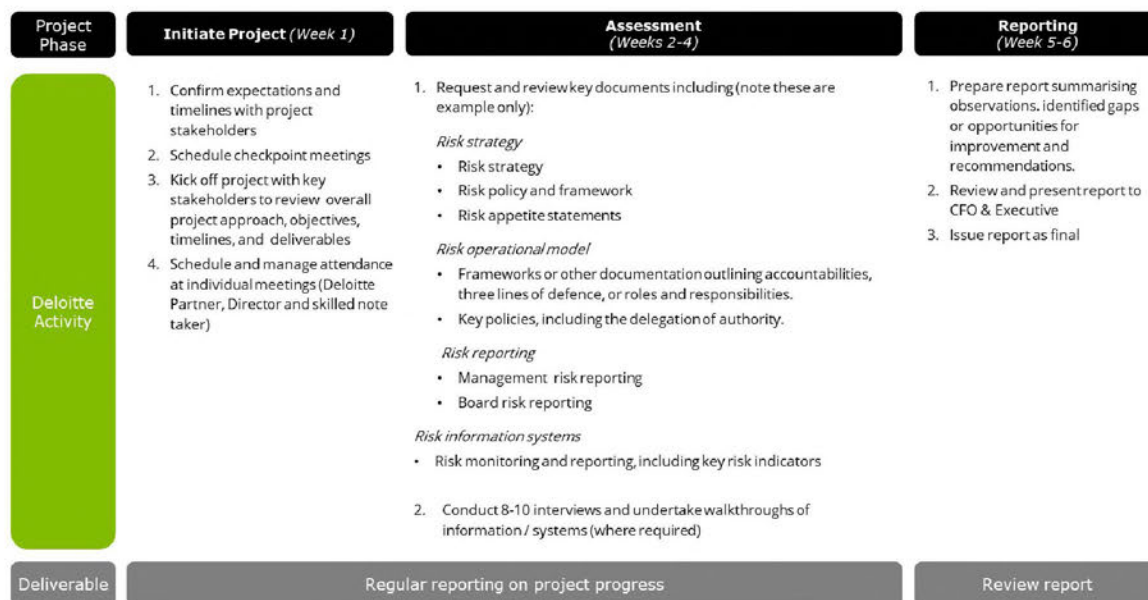 Project
Phase
Initiate Project (Week 1)
Assessment
(Weeks 2-4)
Reporting
(Week 5-6)
Deloitte
Activity
1. Confirm expectations and
timelines with project
stakeholders
2. Schedule checkpoint meetings
3. Kick off project with key
stakeholders to review overall
project approach, objectives,
timelines, and deliverables
4. Schedule and manage attendance
at individual meetings (Deloitte
Partner, Director and skilled note
taker)
1. Request and review key documents including (note these are
example only):
Risk strategy
• Risk strategy
• Risk policy and framework
• Risk appetite statements
Risk operational model
• Frameworks or other documentation outlining accountabilities,
three lines of defence, or roles and responsibilities.
• Key policies, including the delegation of authority.
Risk reporting
• Management risk reporting
• Board risk reporting
Risk information systems
• Risk monitoring and reporting, including key risk indicators
2. Conduct 8-10 interviews and undertake walkthroughs of
information / systems (where required)
1. Prepare report summarising
observations. identified gaps
or opportunities for
improvement and
recommendations.
2. Review and present report to
CFO & Executive
3. Issue report as final
Deliverable
Regular reporting on project progress
Review report